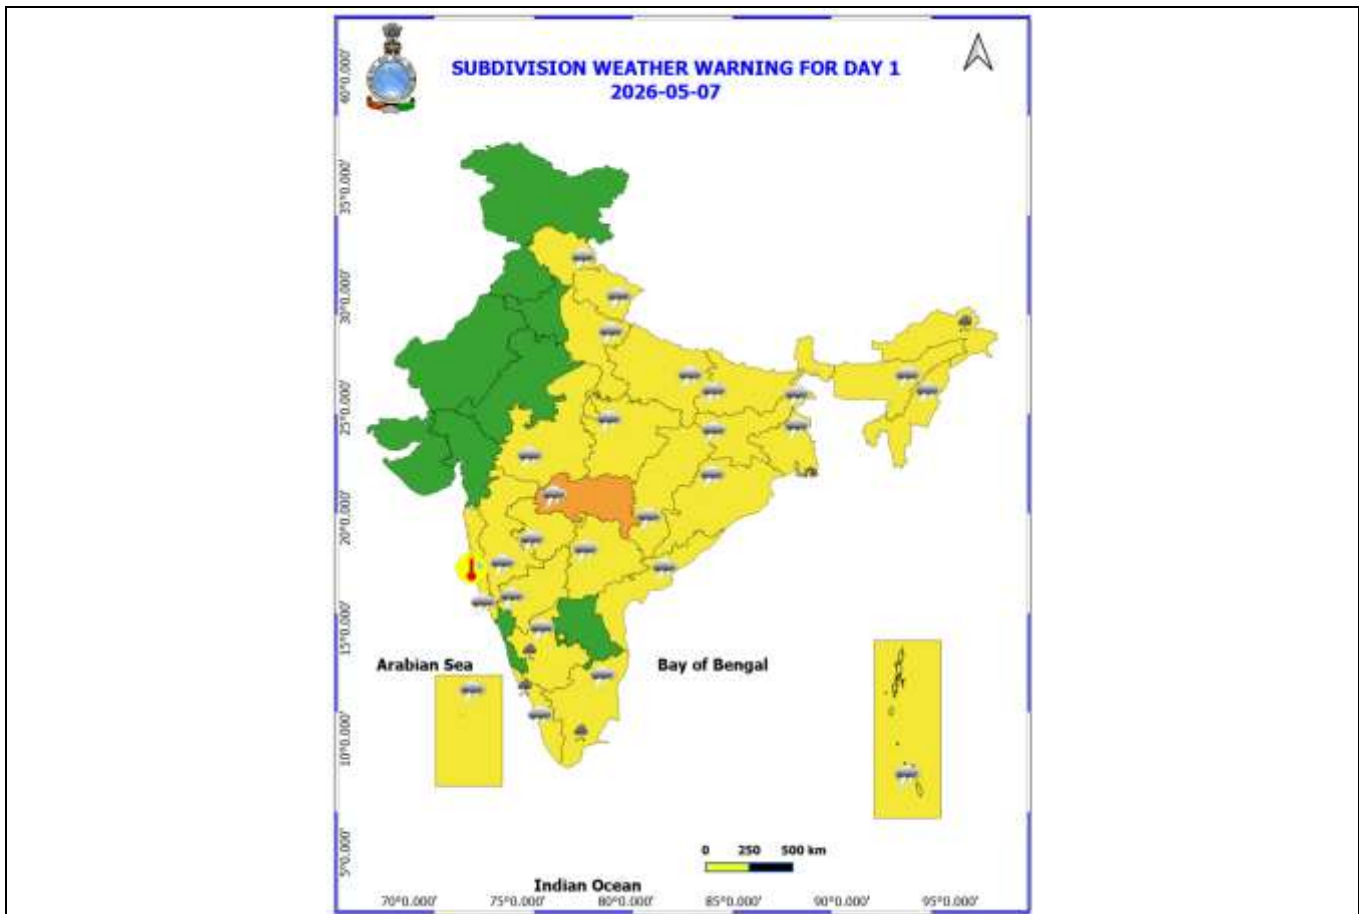 SUBDIVISION WEATHER WARNING FOR DAY 1
2026-05-07
40°0.000'
35°0.000'
30°0.000'
25°0.000'
20°0.000'
15°0.000'
Arabian Sea
Bay of Bengal
10°0.000'
5°0.000'
0 250 500 km
Indian Ocean
70°0.000' 75°0.000' 80°0.000' 85°0.000' 90°0.000' 95°0.000'